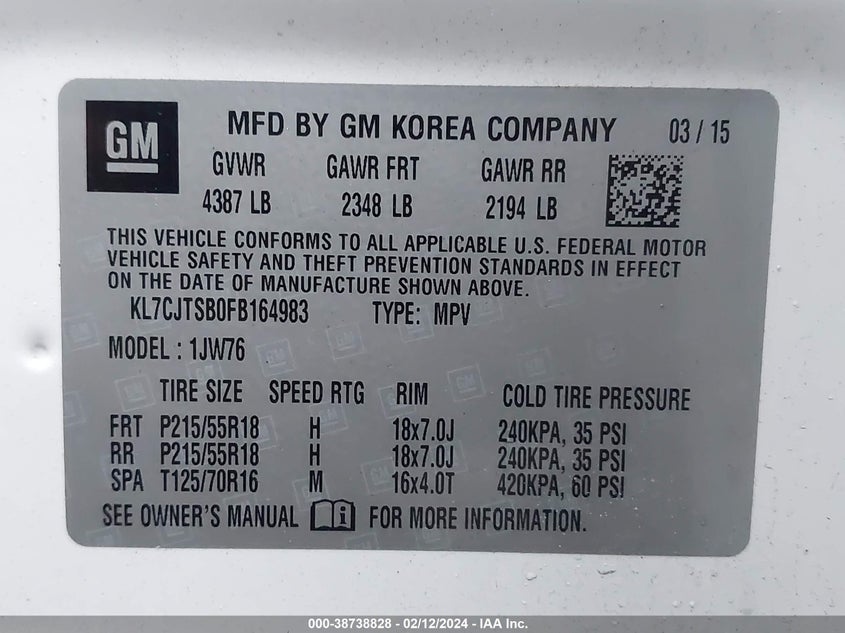 GM MFD BY GM KOREA COMPANY 03 / 15
GVWR GAWR FRT GAWR RR
4387 LB 2348 LB 2194 LB
THIS VEHICLE CONFORMS TO ALL APPLICABLE U.S. FEDERAL MOTOR
VEHICLE SAFETY AND THEFT PREVENTION STANDARDS IN EFFECT
ON THE DATE OF MANUFACTURE SHOWN ABOVE.
KL7CJTSB0FB164983 TYPE: MPV
MODEL : 1JW76
TIRE SIZE SPEED RTG RIM COLD TIRE PRESSURE
FRT P215/55R18 H 18x7.0J 240KPA, 35 PSI
RR P215/55R18 H 18x7.0J 240KPA, 35 PSI
SPA T125/70R16 M 16x4.0T 420KPA, 60 PSI
SEE OWNER'S MANUAL i FOR MORE INFORMATION.
000-38738828 - 02/12/2024 - IAA Inc.